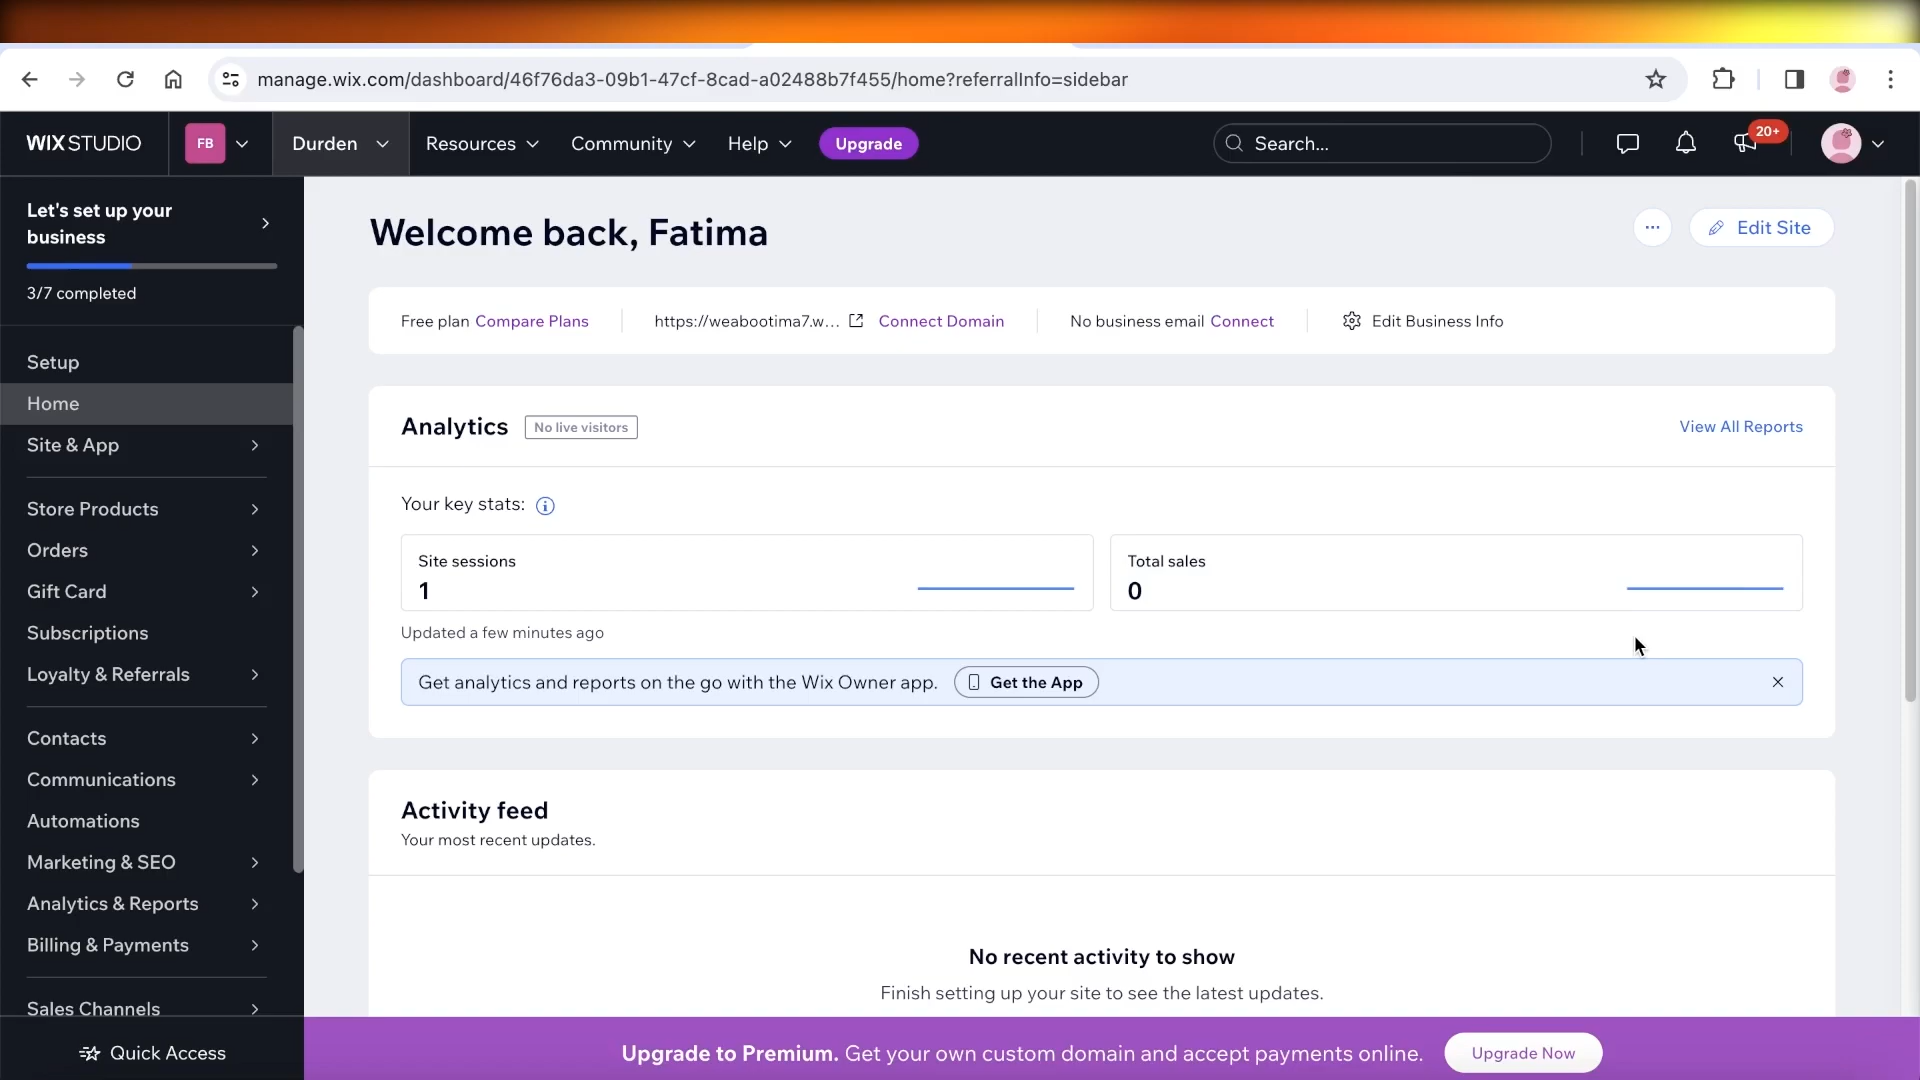 manage.wix.com/dashboard/46f76da3-09b1-47cf-8cad-a02488b7f455/home?referralInfo=sidebar
WIX STUDIO
FB
Durden
Resources
Community
Help
Upgrade
Search...
20+
Let's set up your
business
3/7 completed
Setup
Home
Site & App
Store Products
Orders
Gift Card
Subscriptions
Loyalty & Referrals
Contacts
Communications
Automations
Marketing & SEO
Analytics & Reports
Billing & Payments
Sales Channels
Quick Access
Welcome back, Fatima
Edit Site
Free plan Compare Plans
https://weabootima7.w... Connect Domain
No business email Connect
Edit Business Info
Analytics
No live visitors
View All Reports
Your key stats:
Site sessions
1
Total sales
0
Updated a few minutes ago
Get analytics and reports on the go with the Wix Owner app.
Get the App
Activity feed
Your most recent updates.
No recent activity to show
Finish setting up your site to see the latest updates.
Upgrade to Premium. Get your own custom domain and accept payments online.
Upgrade Now